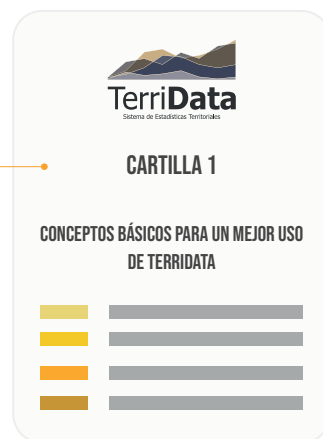 TerriData
Sistema de Estadísticas Territoriales
CARTILLA 1
CONCEPTOS BÁSICOS PARA UN MEJOR USO
DE TERRIDATA